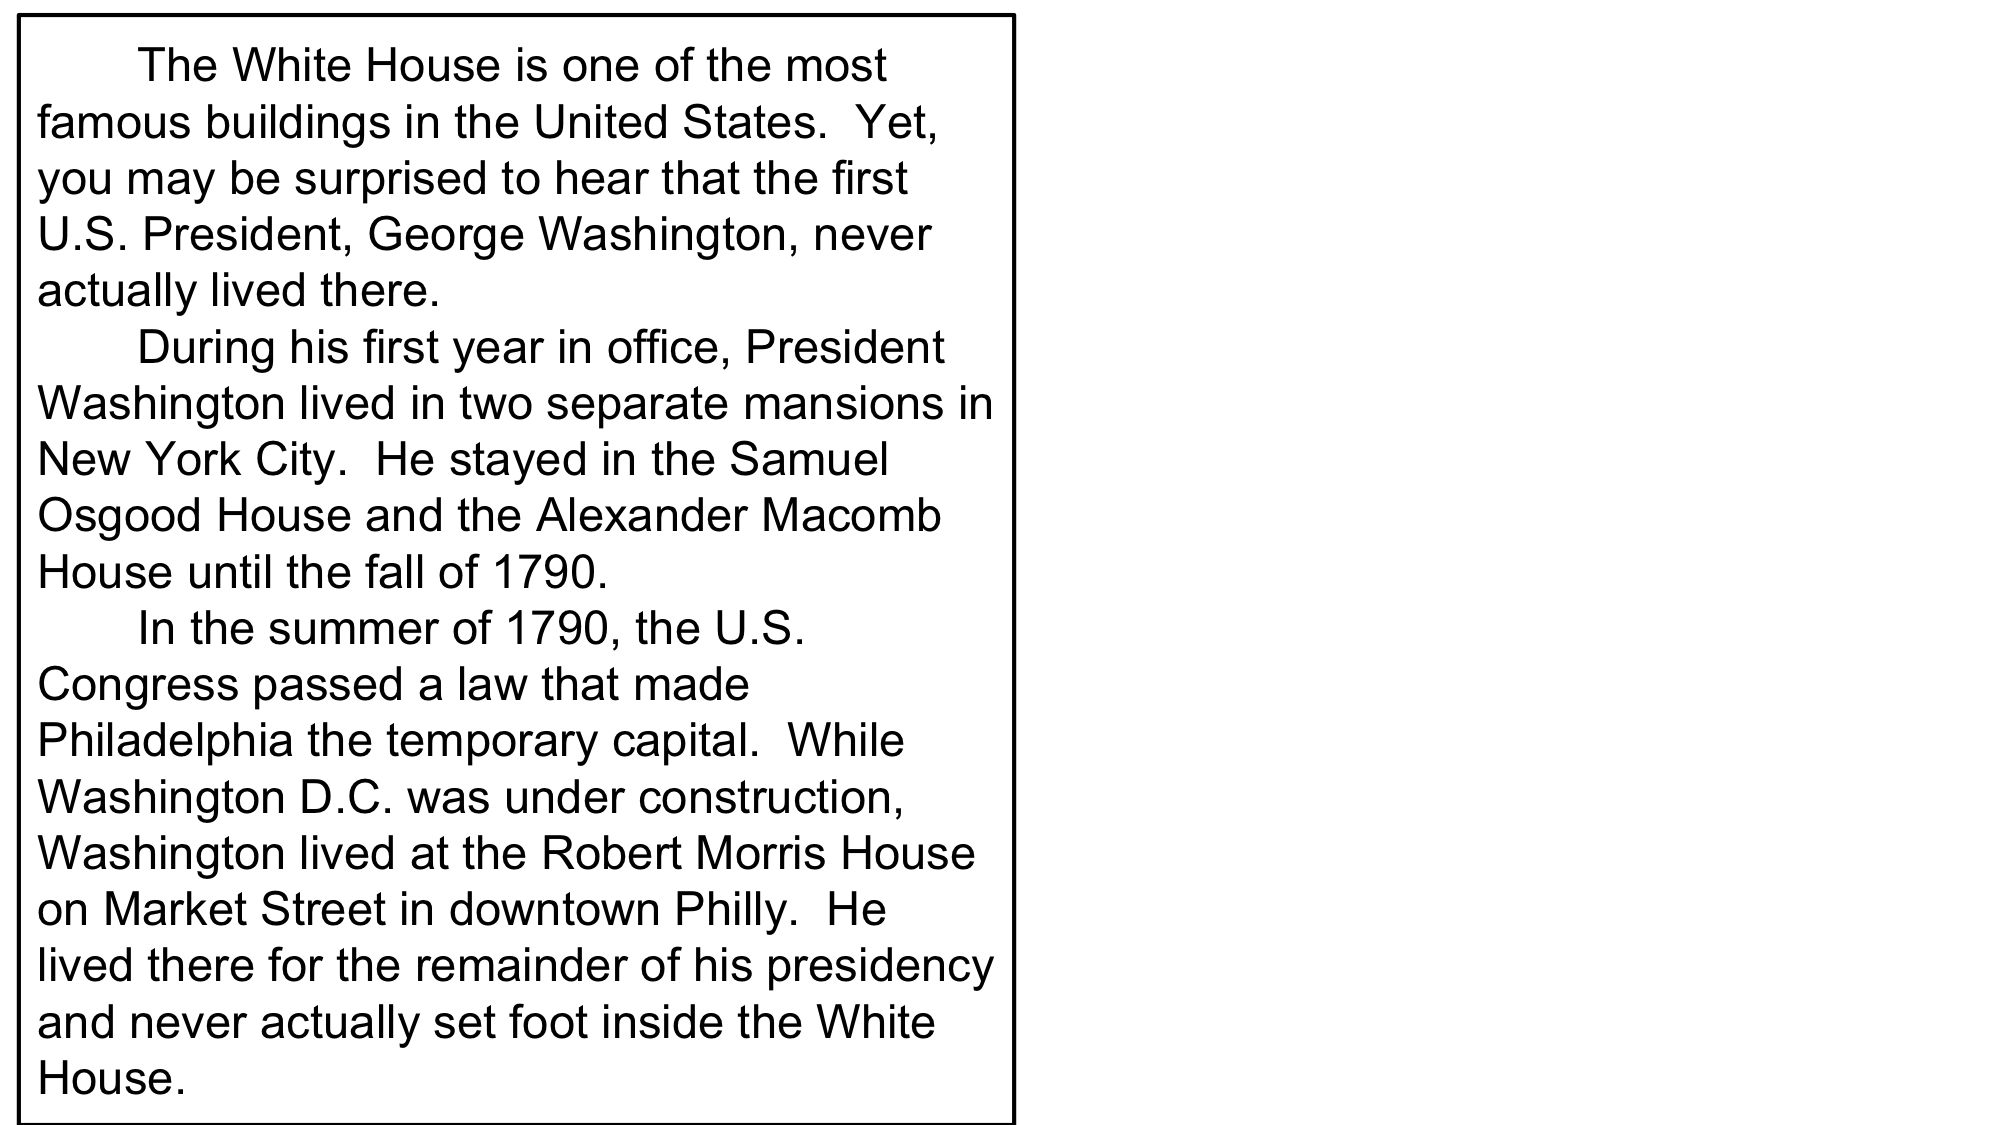 The White House is one of the most
famous buildings in the United States.  Yet,
you may be surprised to hear that the first
U.S. President, George Washington, never
actually lived there.
During his first year in office, President
Washington lived in two separate mansions in
New York City.  He stayed in the Samuel
Osgood House and the Alexander Macomb
House until the fall of 1790.
In the summer of 1790, the U.S.
Congress passed a law that made
Philadelphia the temporary capital.  While
Washington D.C. was under construction,
Washington lived at the Robert Morris House
on Market Street in downtown Philly.  He
lived there for the remainder of his presidency
and never actually set foot inside the White
House.